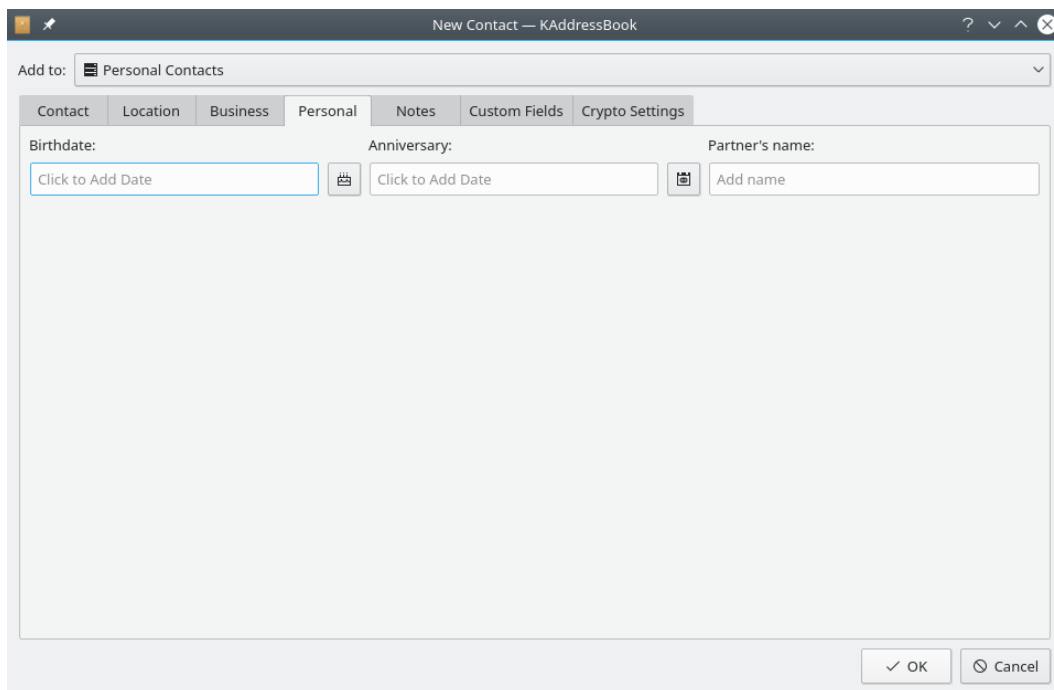 New Contact — KAddressBook
Add to: Personal Contacts
Contact Location Business Personal Notes Custom Fields Crypto Settings
Birthdate: Anniversary: Partner's name:
Click to Add Date Click to Add Date Add name
OK Cancel